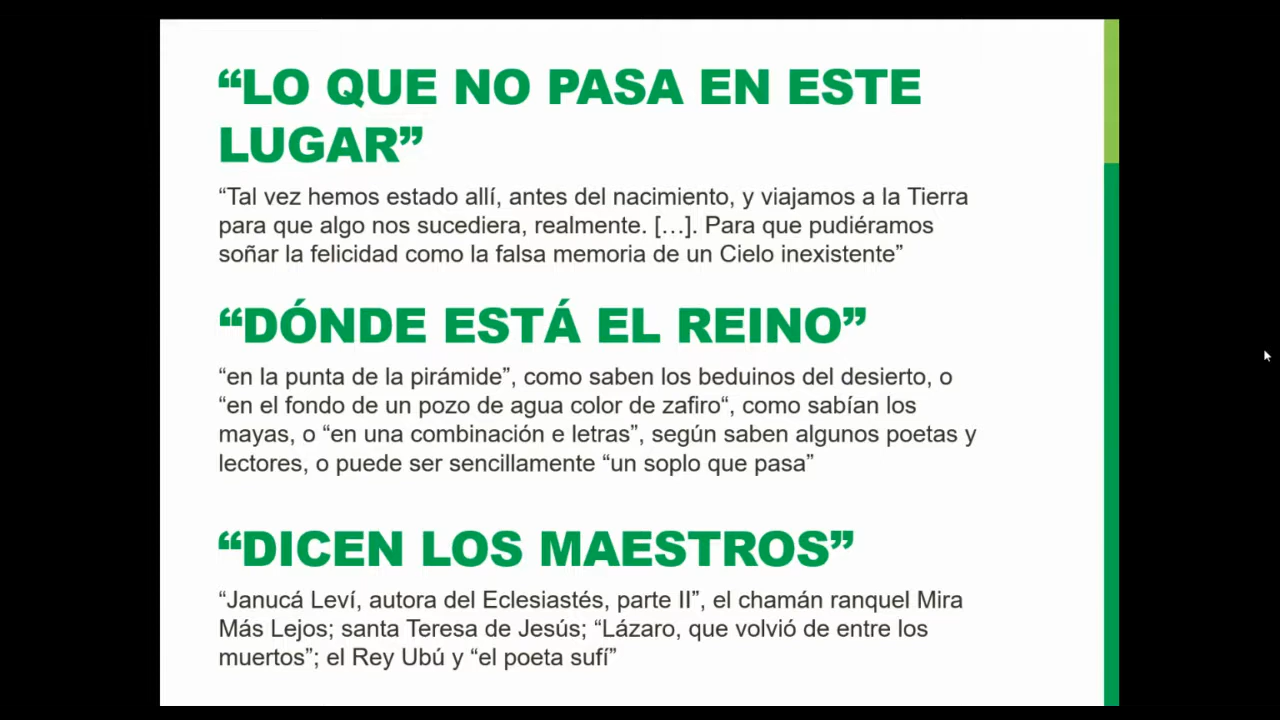 “LO QUE NO PASA EN ESTE
LUGAR”
“Tal vez hemos estado allí, antes del nacimiento, y viajamos a la Tierra
para que algo nos sucediera, realmente. […]. Para que pudiéramos
soñar la felicidad como la falsa memoria de un Cielo inexistente”
“DÓNDE ESTÁ EL REINO”
“en la punta de la pirámide”, como saben los beduinos del desierto, o
“en el fondo de un pozo de agua color de zafiro“, como sabían los
mayas, o “en una combinación e letras”, según saben algunos poetas y
lectores, o puede ser sencillamente “un soplo que pasa”
“DICEN LOS MAESTROS”
“Janucá Leví, autora del Eclesiastés, parte II”, el chamán ranquel Mira
Más Lejos; santa Teresa de Jesús; “Lázaro, que volvió de entre los
muertos”; el Rey Ubú y “el poeta sufí”